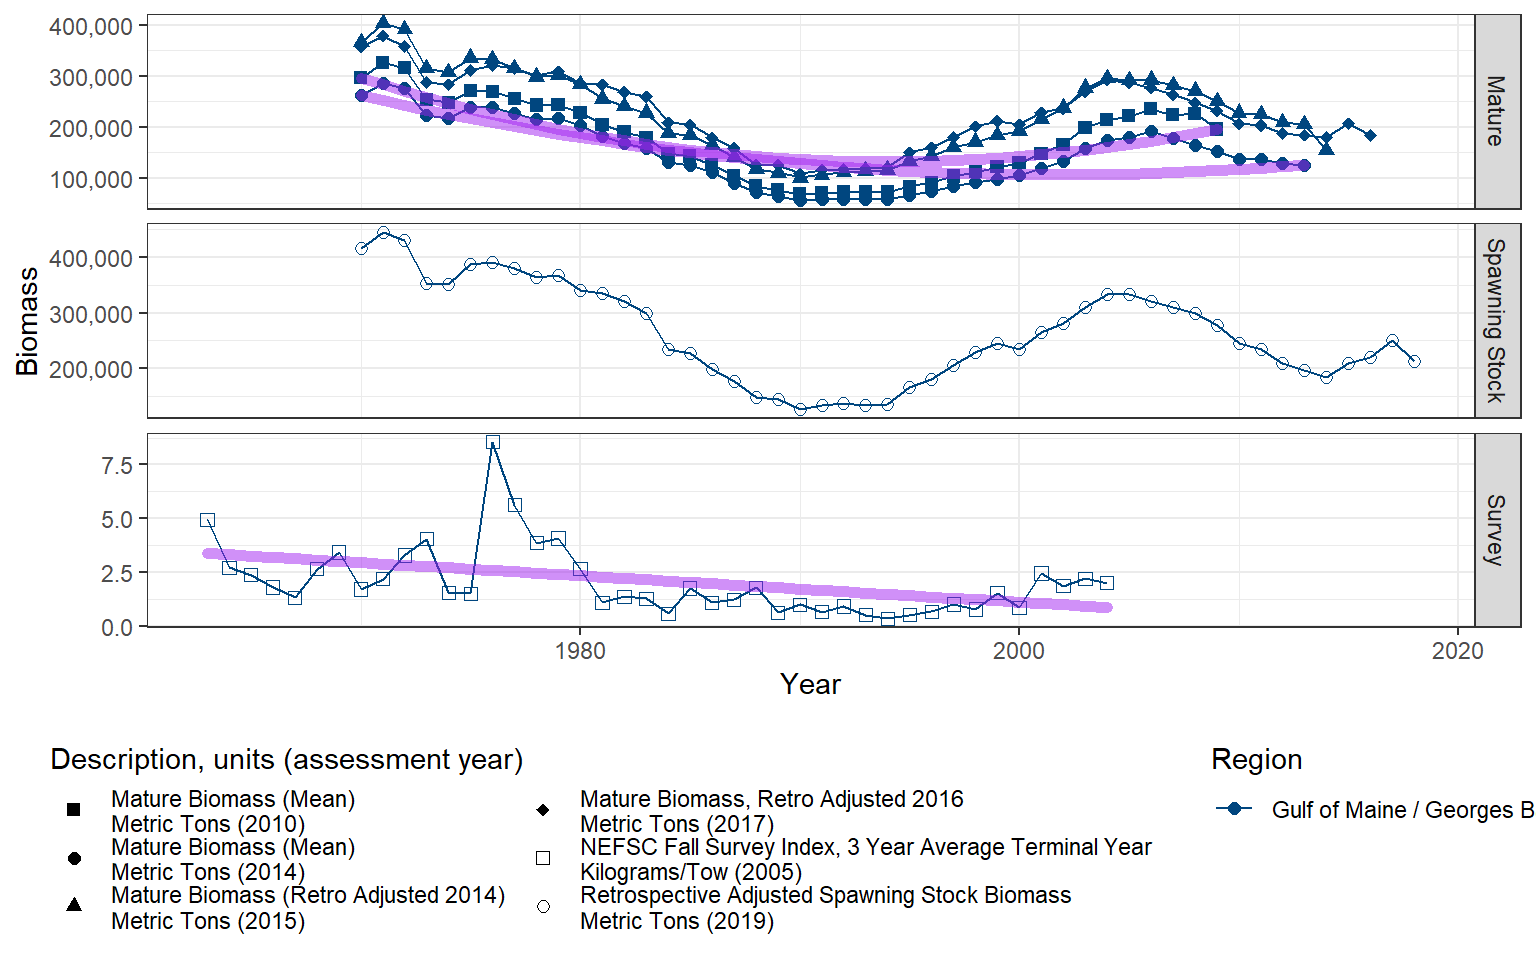 400,000
300,000
200,000
100,000
Mature
400,000
300,000
200,000
Spawning Stock
Biomass
7.5
5.0
2.5
0.0
Survey
1980
2000
2020
Year
Description, units (assessment year)
Mature Biomass (Mean)
Metric Tons (2010)
Mature Biomass (Mean)
Metric Tons (2014)
Mature Biomass (Retro Adjusted 2014)
Metric Tons (2015)
Mature Biomass, Retro Adjusted 2016
Metric Tons (2017)
NEFSC Fall Survey Index, 3 Year Average Terminal Year
Kilograms/Tow (2005)
Retrospective Adjusted Spawning Stock Biomass
Metric Tons (2019)
Region
Gulf of Maine / Georges B